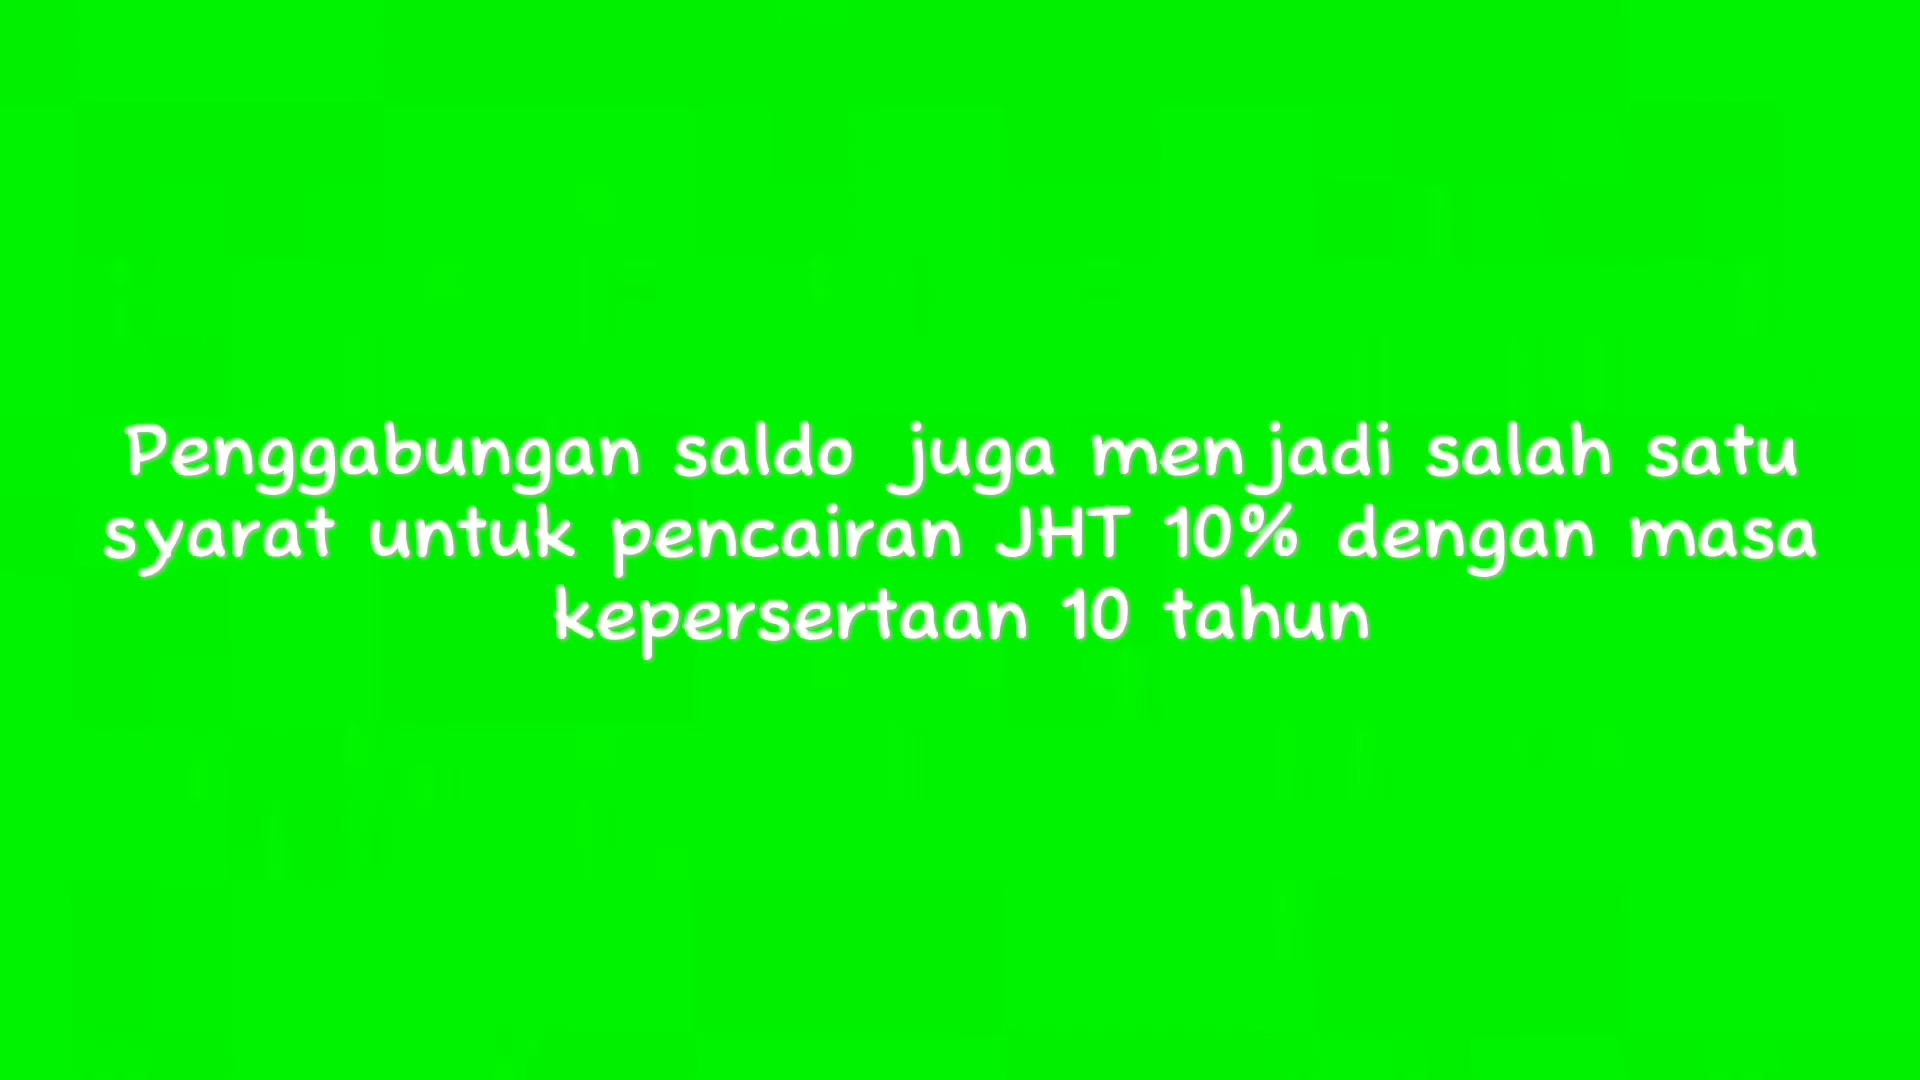 Penggabungan saldo juga menjadi salah satu
syarat untuk pencairan JHT 10% dengan masa
kepersertaan 10 tahun